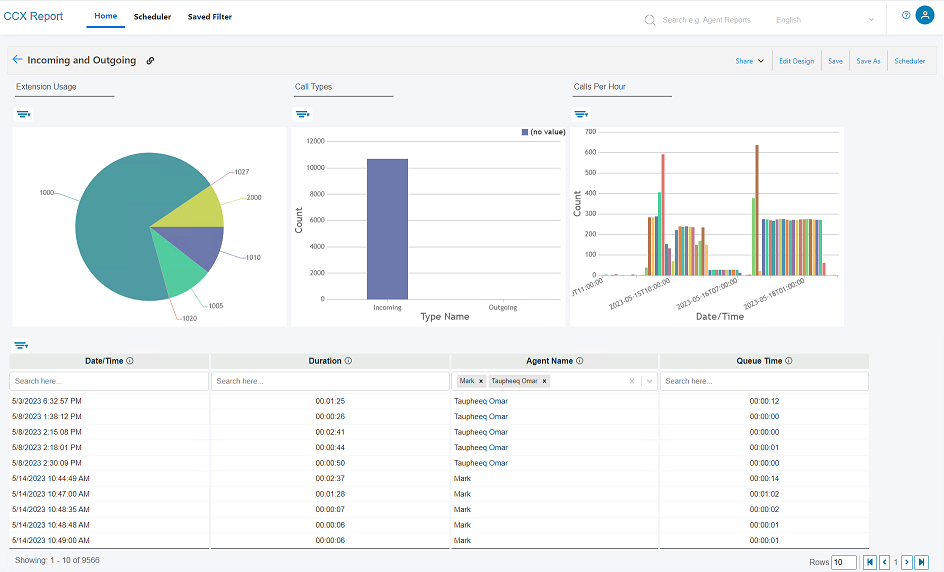 CCX Report Home Scheduler Saved Filter Search e.g. Agent Reports English
Incoming and Outgoing Share Edit Design Save Save As Scheduler
Extension Usage Call Types Calls Per Hour
1000
1027
2000
1010
1005
1020
(no value)
12000
10000
8000
6000
4000
2000
0
Count
Incoming Outgoing
Type Name
700
600
500
400
300
200
100
0
Count
T11:00:00 2023-05-15T10:00:00 2023-05-16T07:00:00 2023-05-18T01:00:00
Date/Time
Date/Time Duration Agent Name Queue Time
Search here... Search here... Mark x Taupheeq Omar x x Search here...
5/3/2023 6:32:57 PM 00:01:25 Taupheeq Omar 00:00:12
5/8/2023 1:38:12 PM 00:00:26 Taupheeq Omar 00:00:00
5/8/2023 2:15:08 PM 00:02:41 Taupheeq Omar 00:00:00
5/8/2023 2:18:01 PM 00:00:44 Taupheeq Omar 00:00:01
5/8/2023 2:30:09 PM 00:00:50 Taupheeq Omar 00:00:00
5/14/2023 10:44:49 AM 00:02:37 Mark 00:00:14
5/14/2023 10:47:00 AM 00:01:28 Mark 00:01:02
5/14/2023 10:48:35 AM 00:00:07 Mark 00:00:02
5/14/2023 10:48:48 AM 00:00:06 Mark 00:00:01
5/14/2023 10:49:00 AM 00:00:06 Mark 00:00:01
Showing: 1 - 10 of 9566 Rows 10 1